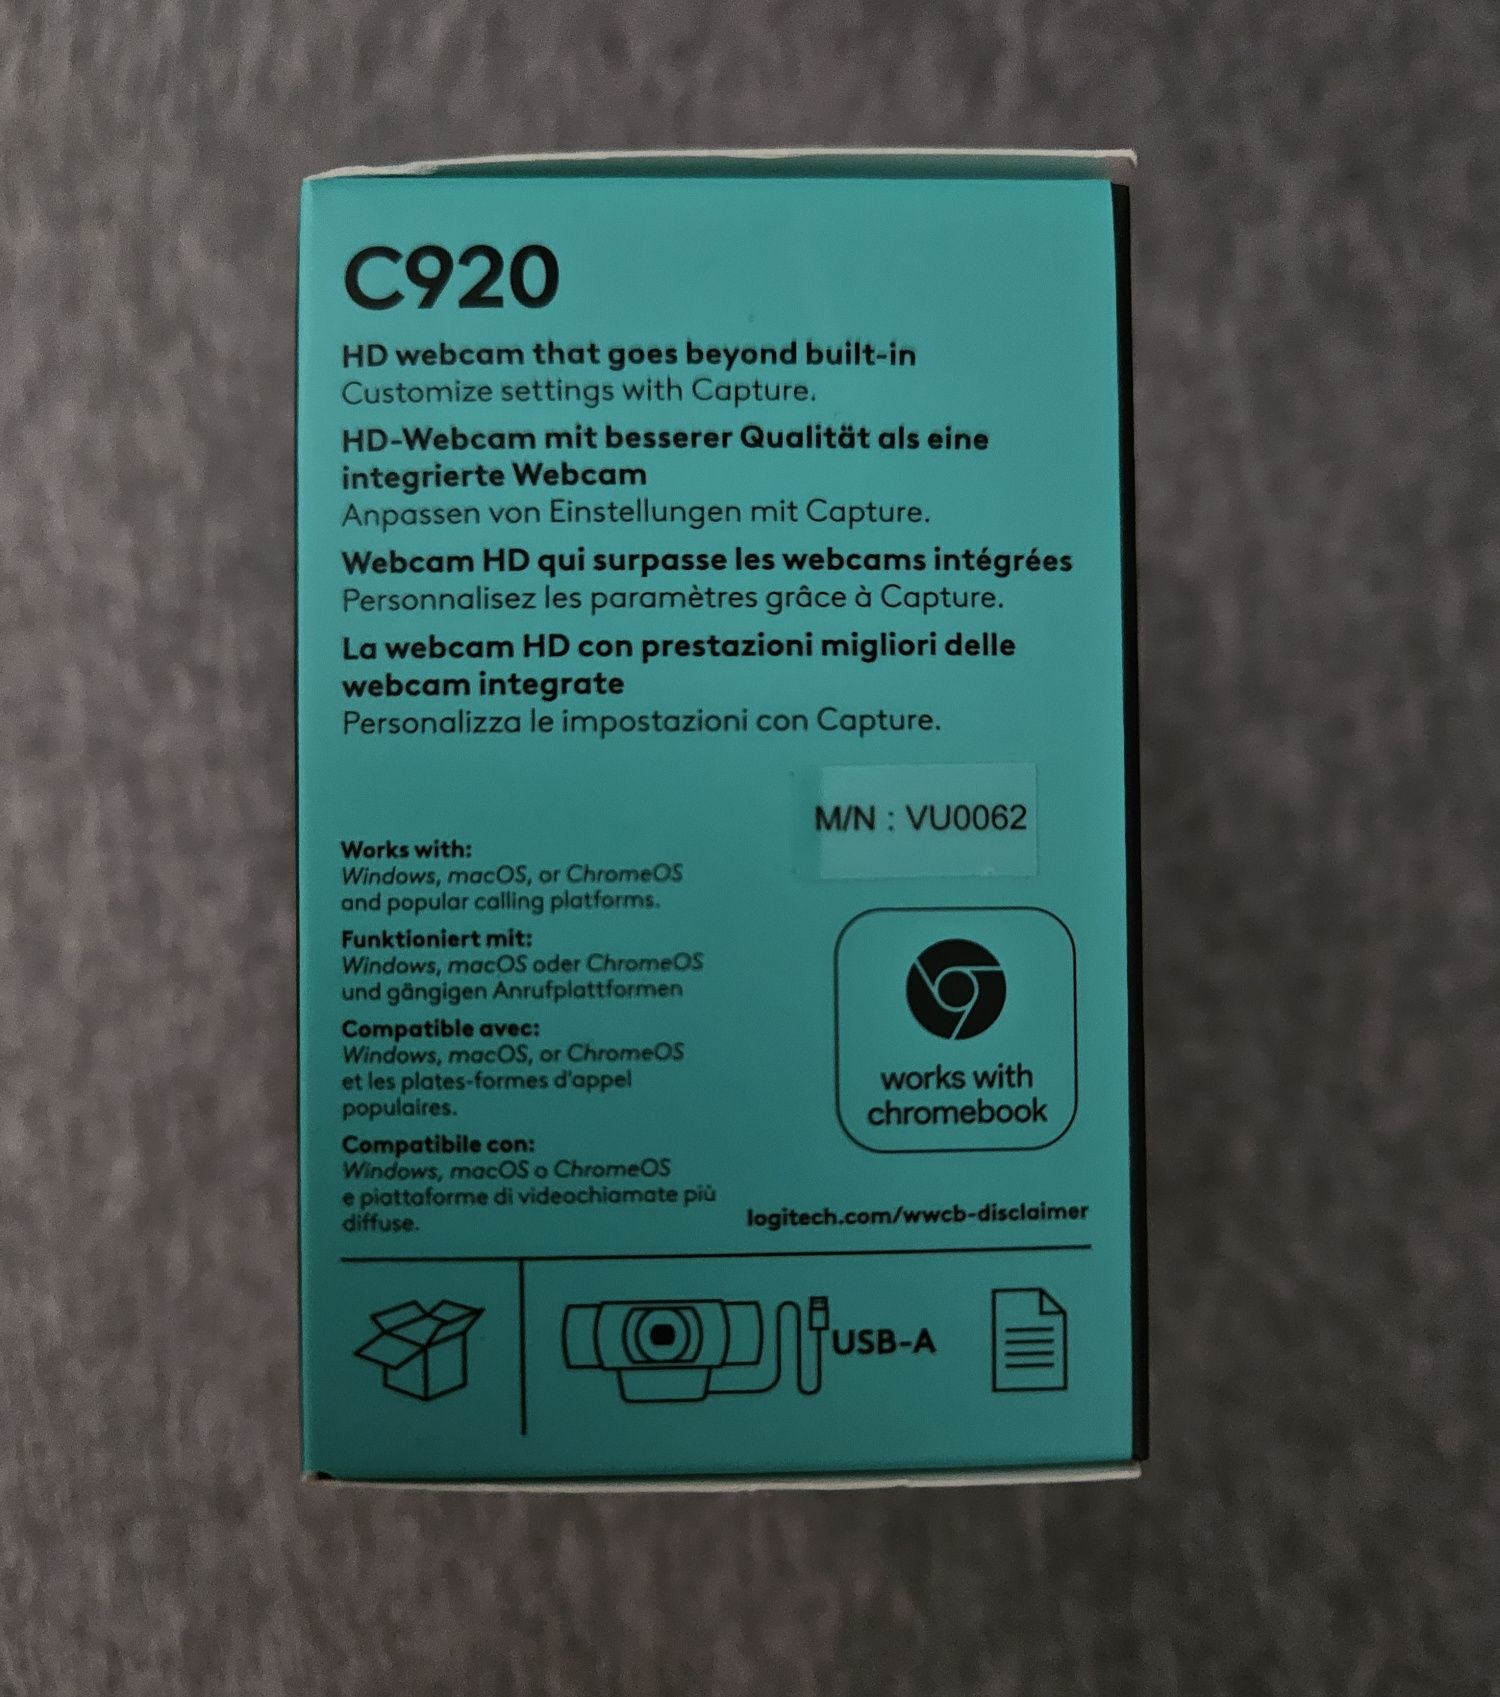 C920
HD webcam that goes beyond built-in
Customize settings with Capture.
HD-Webcam mit besserer Qualität als eine
integrierte Webcam
Anpassen von Einstellungen mit Capture.
Webcam HD qui surpasse les webcams intégrées
Personnalisez les paramètres grâce à Capture.
La webcam HD con prestazioni migliori delle
webcam integrate
Personalizza le impostazioni con Capture.
M/N : VU0062
Works with:
Windows, macOS, or ChromeOS
and popular calling platforms.
Funktioniert mit:
Windows, macOS oder ChromeOS
und gängigen Anrufplattformen
Compatible avec:
Windows, macOS, or ChromeOS
et les plates-formes d'appel
populaires.
Compatibile con:
Windows, macOS o ChromeOS
e piattaforme di videochiamate più
diffuse.
works with
chromebook
logitech.com/wwcb-disclaimer
USB-A